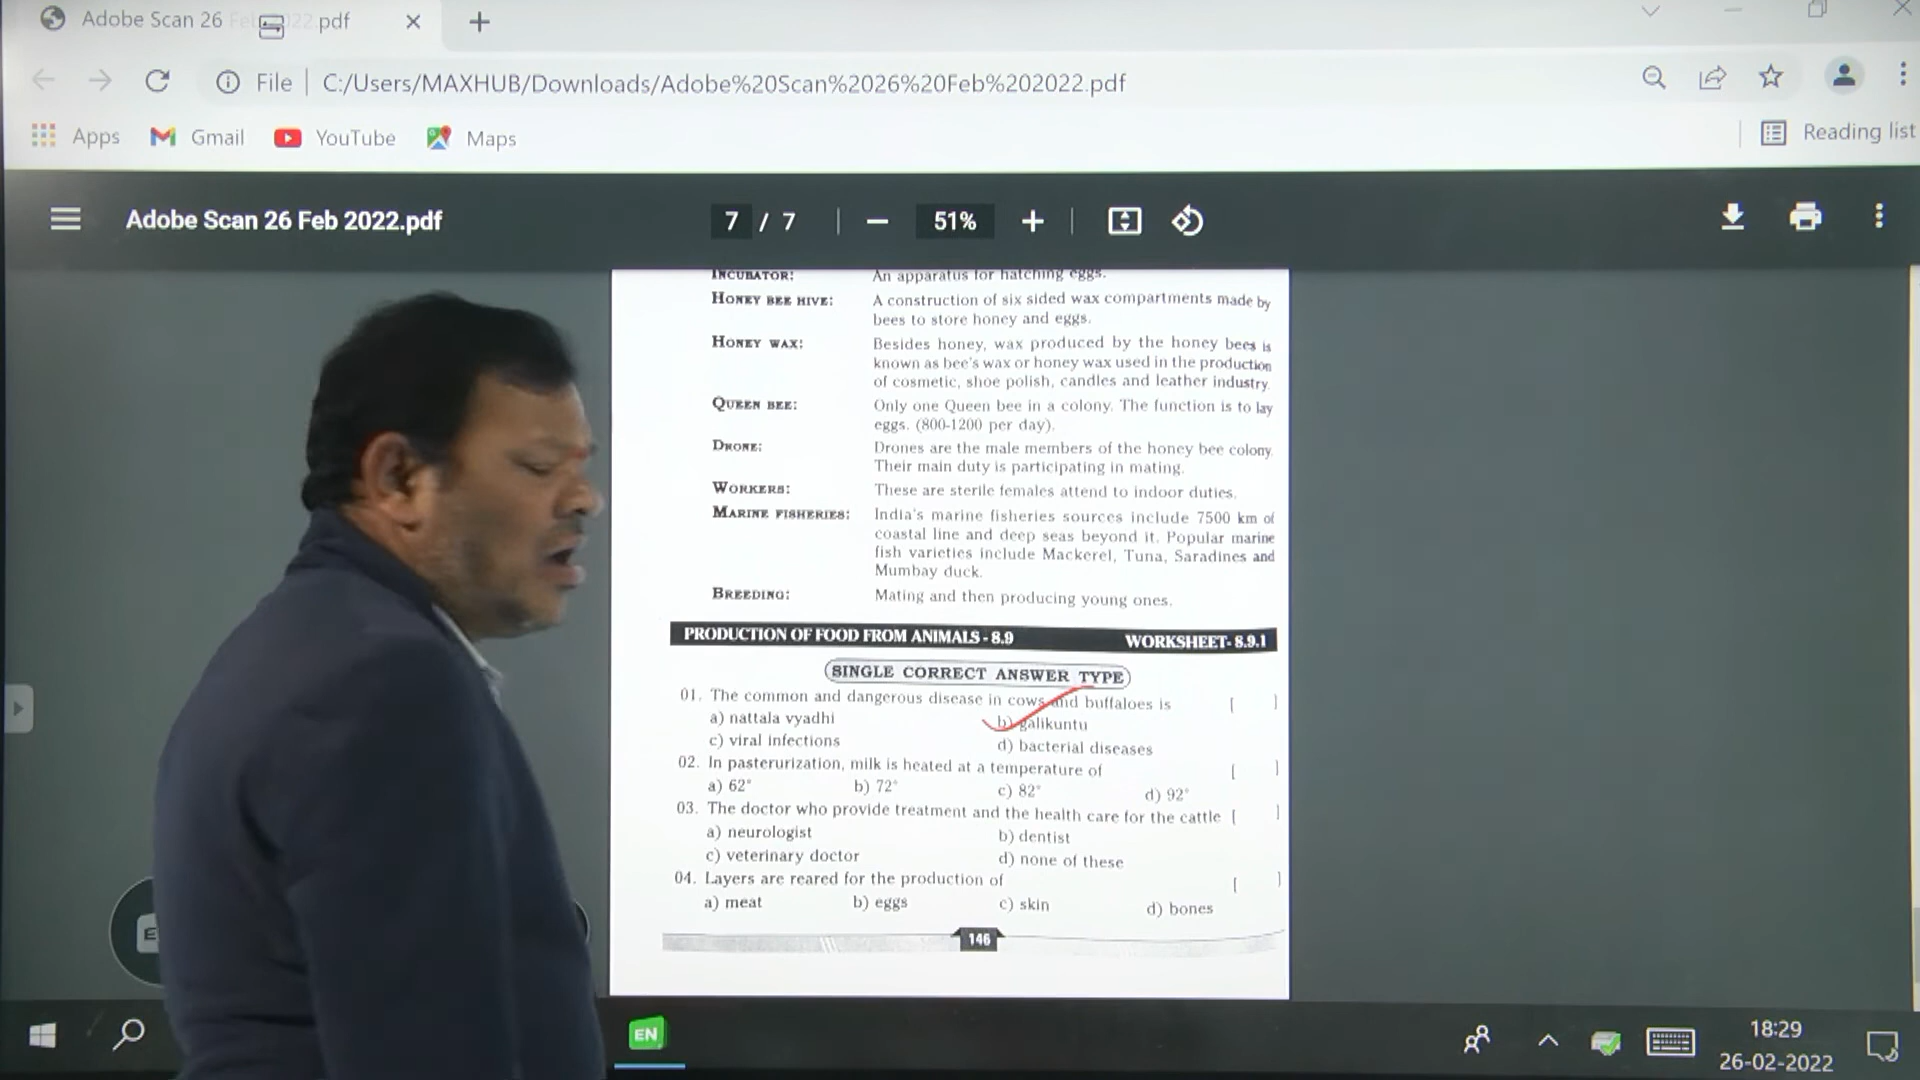 Adobe Scan 26 Feb 2022.pdf
File
C:/Users/MAXHUB/Downloads/Adobe%20Scan%2026%20Feb%202022.pdf
Apps Gmail YouTube Maps
Reading list
Adobe Scan 26 Feb 2022.pdf
7 / 7
51%
INCUBATOR: An apparatus for hatching eggs.
HONEY BEE HIVE: A construction of six sided wax compartments made by
bees to store honey and eggs.
HONEY WAX: Besides honey, wax produced by the honey bees is
known as bee's wax or honey wax used in the production
of cosmetic, shoe polish, candles and leather industry.
QUEEN BEE: Only one Queen bee in a colony. The function is to lay
eggs. (800-1200 per day).
DRONE: Drones are the male members of the honey bee colony.
Their main duty is participating in mating.
WORKERS: These are sterile females attend to indoor duties.
MARINE FISHERIES: India's marine fisheries sources include 7500 km of
coastal line and deep seas beyond it. Popular marine
fish varieties include Mackerel, Tuna, Saradines and
Mumbay duck.
BREEDING: Mating and then producing young ones.
PRODUCTION OF FOOD FROM ANIMALS - 8.9 WORKSHEET- 8.9.1
SINGLE CORRECT ANSWER TYPE
01. The common and dangerous disease in cows and buffaloes is [ ]
a) nattala vyadhi b) galikuntu
c) viral infections d) bacterial diseases
02. In pasterurization, milk is heated at a temperature of [ ]
a) 62° b) 72° c) 82° d) 92°
03. The doctor who provide treatment and the health care for the cattle [ ]
a) neurologist b) dentist
c) veterinary doctor d) none of these
04. Layers are reared for the production of [ ]
a) meat b) eggs c) skin d) bones
146
E
EN
18:29
26-02-2022